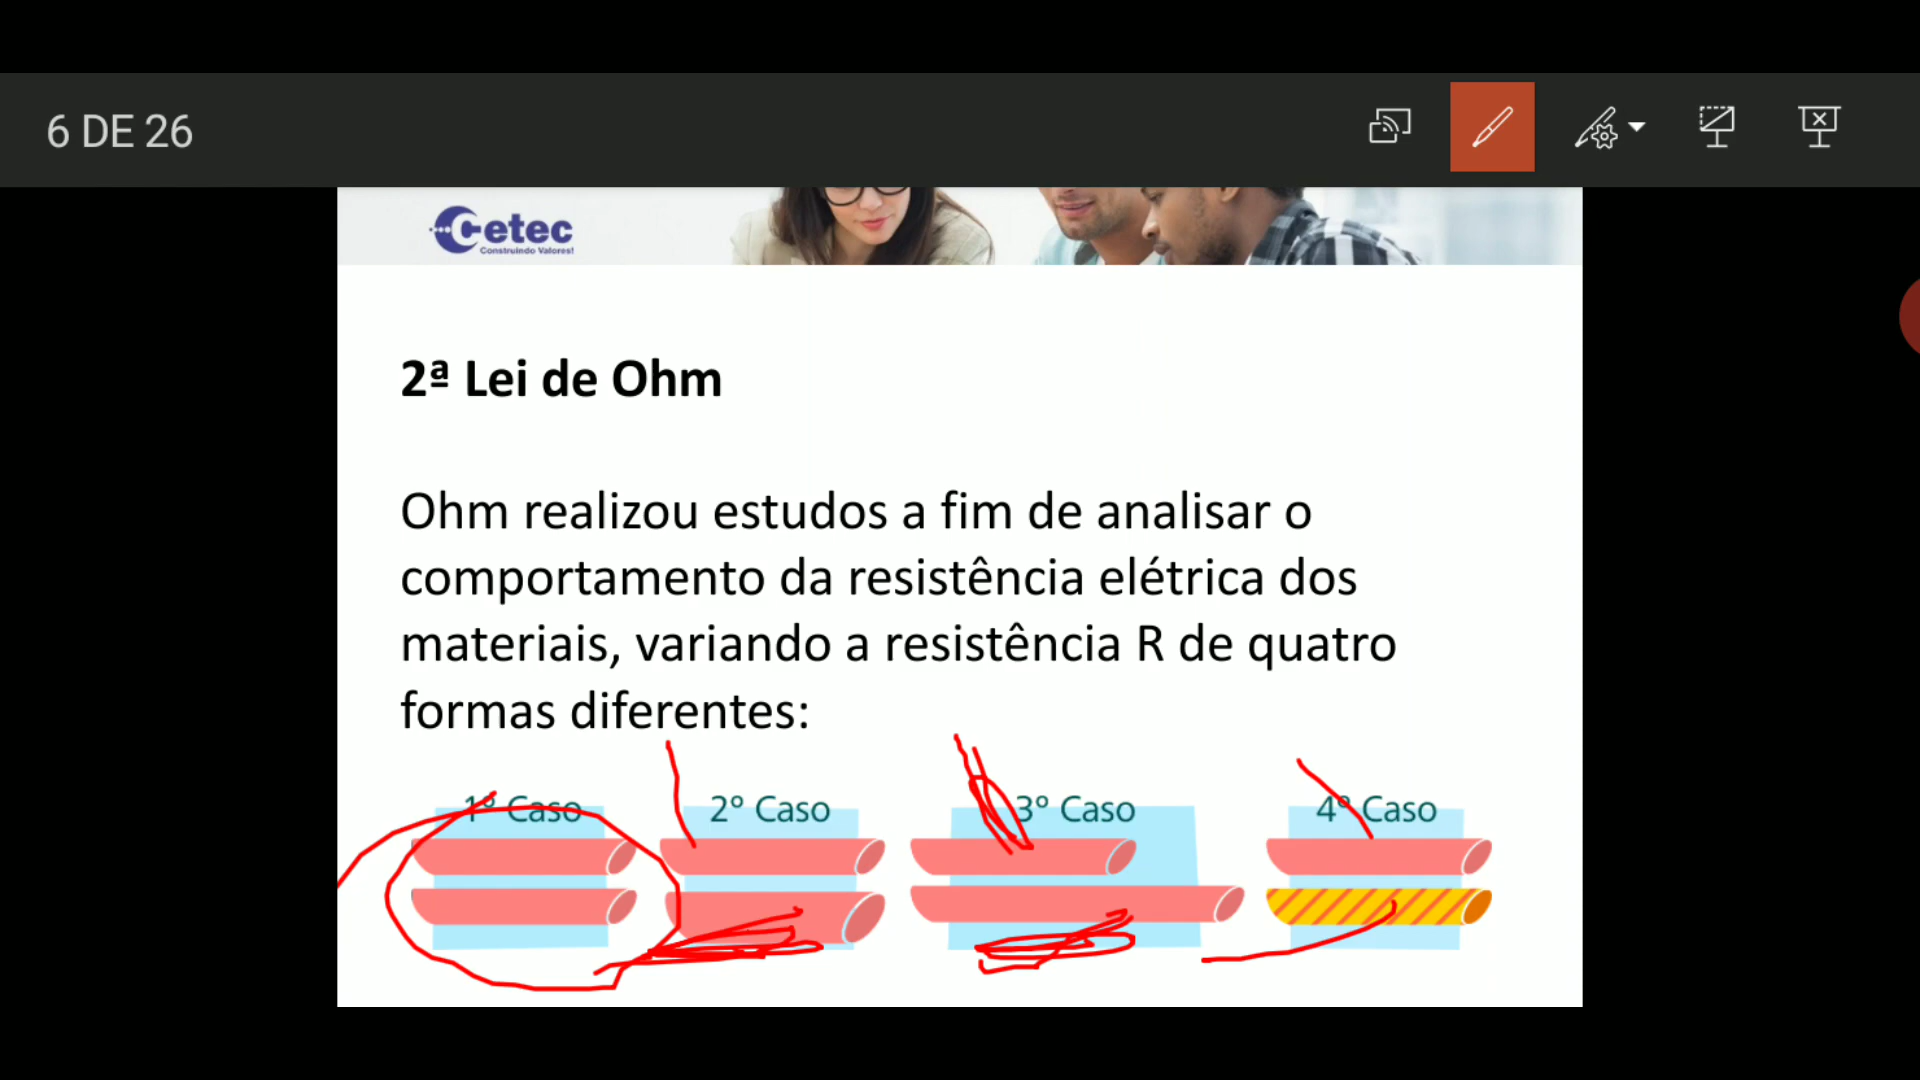 6 DE 26
etec
Construindo Valores!
2ª Lei de Ohm
Ohm realizou estudos a fim de analisar o
comportamento da resistência elétrica dos
materiais, variando a resistência R de quatro
formas diferentes:
1º Caso 2º Caso 3º Caso 4º Caso